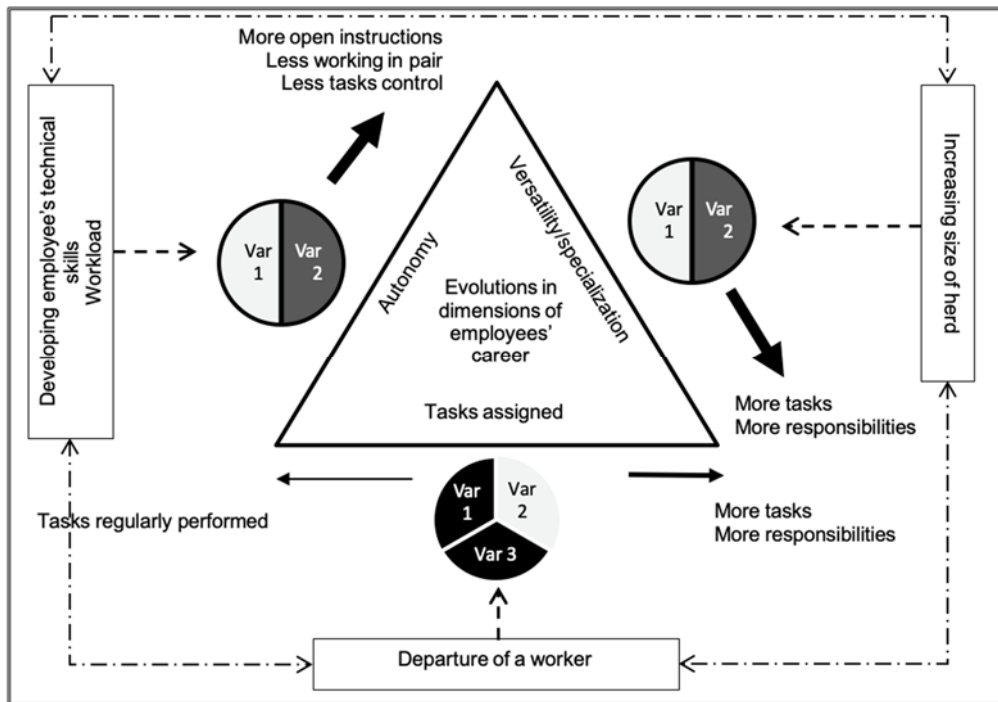 More open instructions
Less working in pair
Less tasks control
Developing employee's technical
skills
Workload
Var
1
Var
2
Autonomy
Versatility/specialization
Evolutions in
dimensions of
employees'
career
Tasks assigned
Var
1
Var
2
Increasing size of
herd
More tasks
More responsibilities
Tasks regularly performed
Var
1
Var
2
Var 3
More tasks
More responsibilities
Departure of a worker